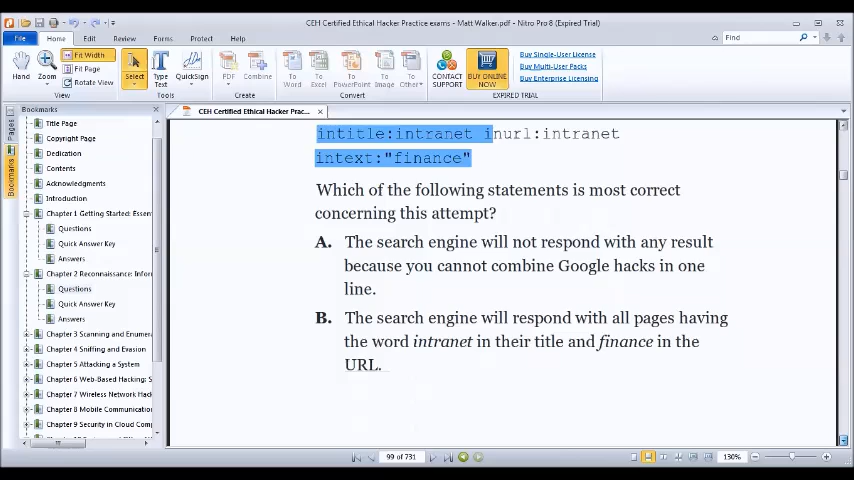 CEH Certified Ethical Hacker Practice exams - Matt Walker.pdf - Nitro Pro 8 (Expired Trial)
File Home Edit Review Forms Protect Help
Find
Hand
Zoom
Fit Width
Fit Page
Rotate View
View
Select
Type Text
QuickSign
Tools
PDF
Combine
Create
To Word
To Excel
To PowerPoint
To Image
To Other
Convert
CONTACT SUPPORT
BUY ONLINE NOW
Buy Single-User License
Buy Multi-User Packs
Buy Enterprise Licensing
EXPIRED TRIAL
Pages
Bookmarks
Bookmarks
Title Page
Copyright Page
Dedication
Contents
Acknowledgments
Introduction
Chapter 1 Getting Started: Essen
Questions
Quick Answer Key
Answers
Chapter 2 Reconnaissance: Infor
Questions
Quick Answer Key
Answers
Chapter 3 Scanning and Enumera
Chapter 4 Sniffing and Evasion
Chapter 5 Attacking a System
Chapter 6 Web-Based Hacking: S
Chapter 7 Wireless Network Hack
Chapter 8 Mobile Communication
Chapter 9 Security in Cloud Comp
CEH Certified Ethical Hacker Prac...
intitle:intranet inurl:intranet
intext:"finance"
Which of the following statements is most correct
concerning this attempt?
A. The search engine will not respond with any result
because you cannot combine Google hacks in one
line.
B. The search engine will respond with all pages having
the word intranet in their title and finance in the
URL.
99 of 731
130%